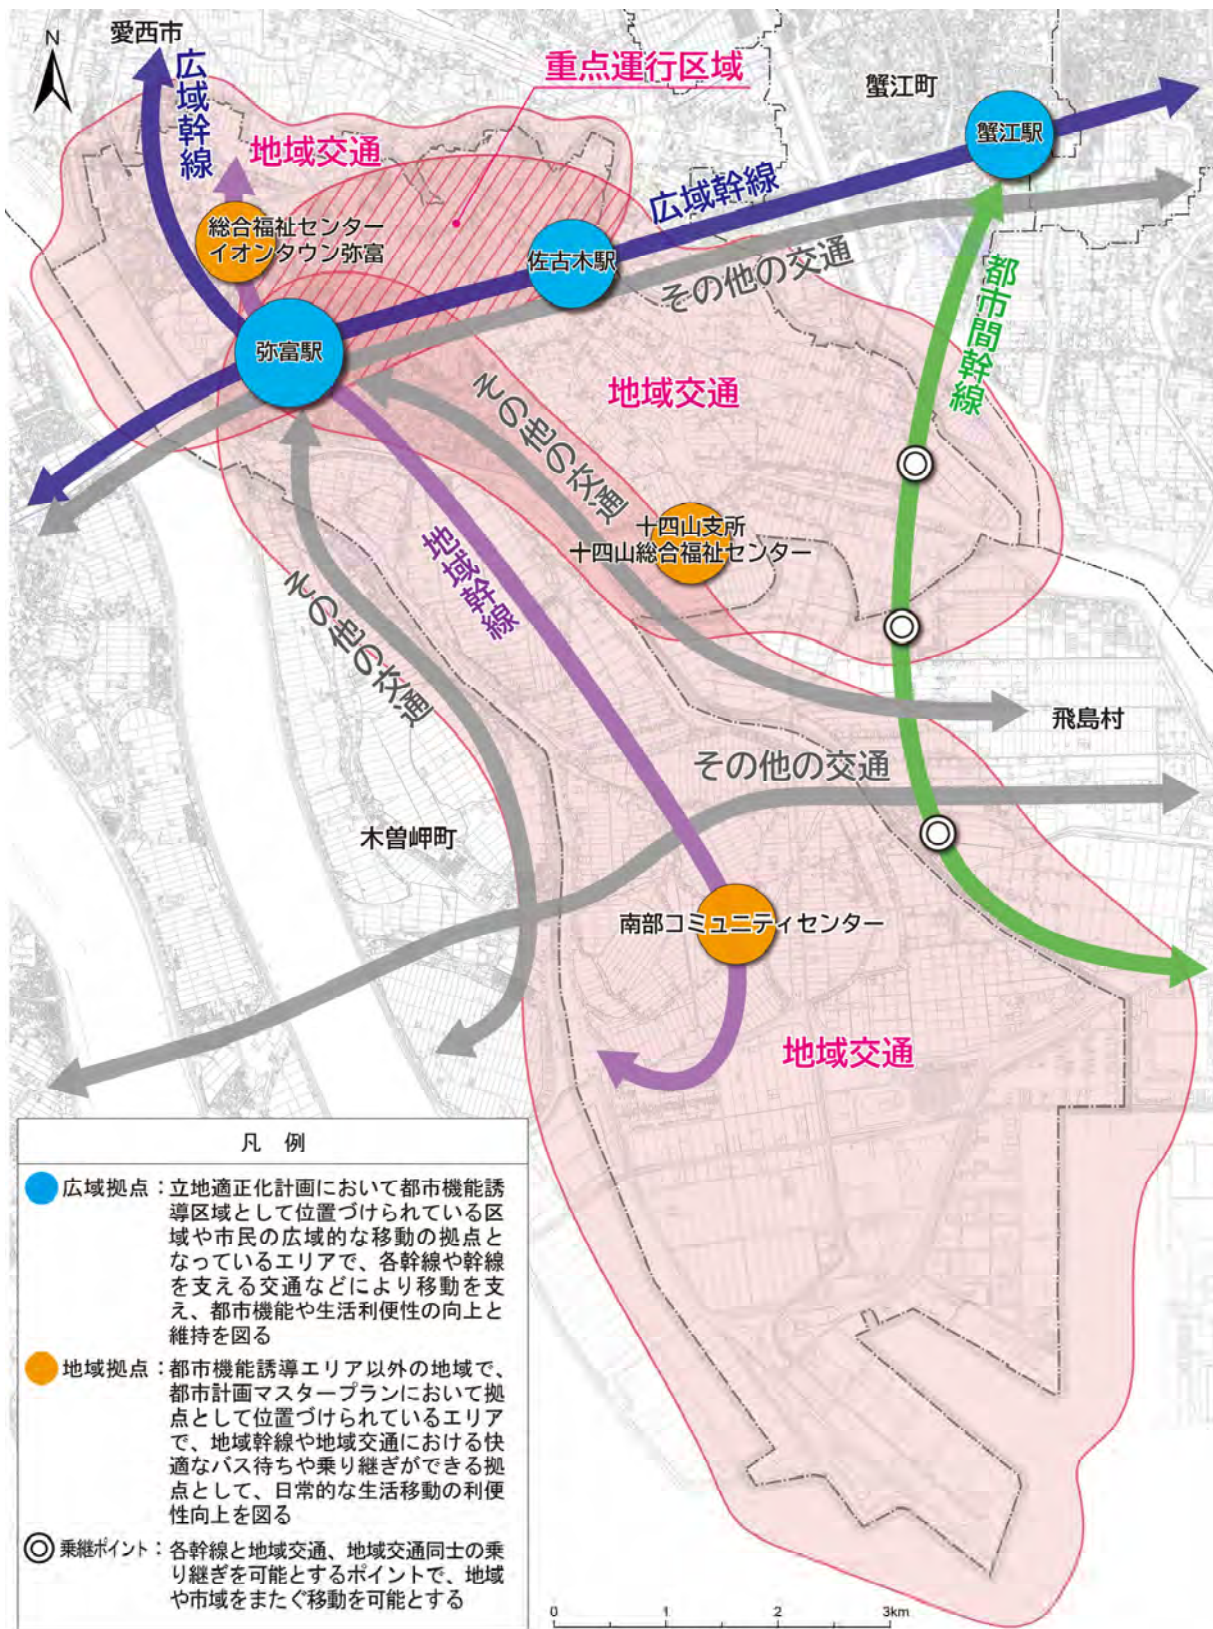 N
愛西市
広域幹線
重点運行区域
蟹江町
蟹江駅
地域交通
広域幹線
総合福祉センター
イオンタウン弥富
佐古木駅
その他の交通
都市間幹線
弥富駅
地域交通
その他の交通
十四山支所
十四山総合福祉センター
地域幹線
その他の交通
飛島村
その他の交通
木曽岬町
南部コミュニティセンター
地域交通
凡 例
広域拠点：立地適正化計画において都市機能誘
導区域として位置づけられている区
域や市民の広域的な移動の拠点と
なっているエリアで、各幹線や幹線
を支える交通などにより移動を支
え、都市機能や生活利便性の向上と
維持を図る
地域拠点：都市機能誘導エリア以外の地域で、
都市計画マスタープランにおいて拠
点として位置づけられているエリア
で、地域幹線や地域交通における快
適なバス待ちや乗り継ぎができる拠
点として、日常的な生活移動の利便
性向上を図る
乗継ポイント：各幹線と地域交通、地域交通同士の乗
り継ぎを可能とするポイントで、地域
や市域をまたぐ移動を可能とする
0 1 2 3km